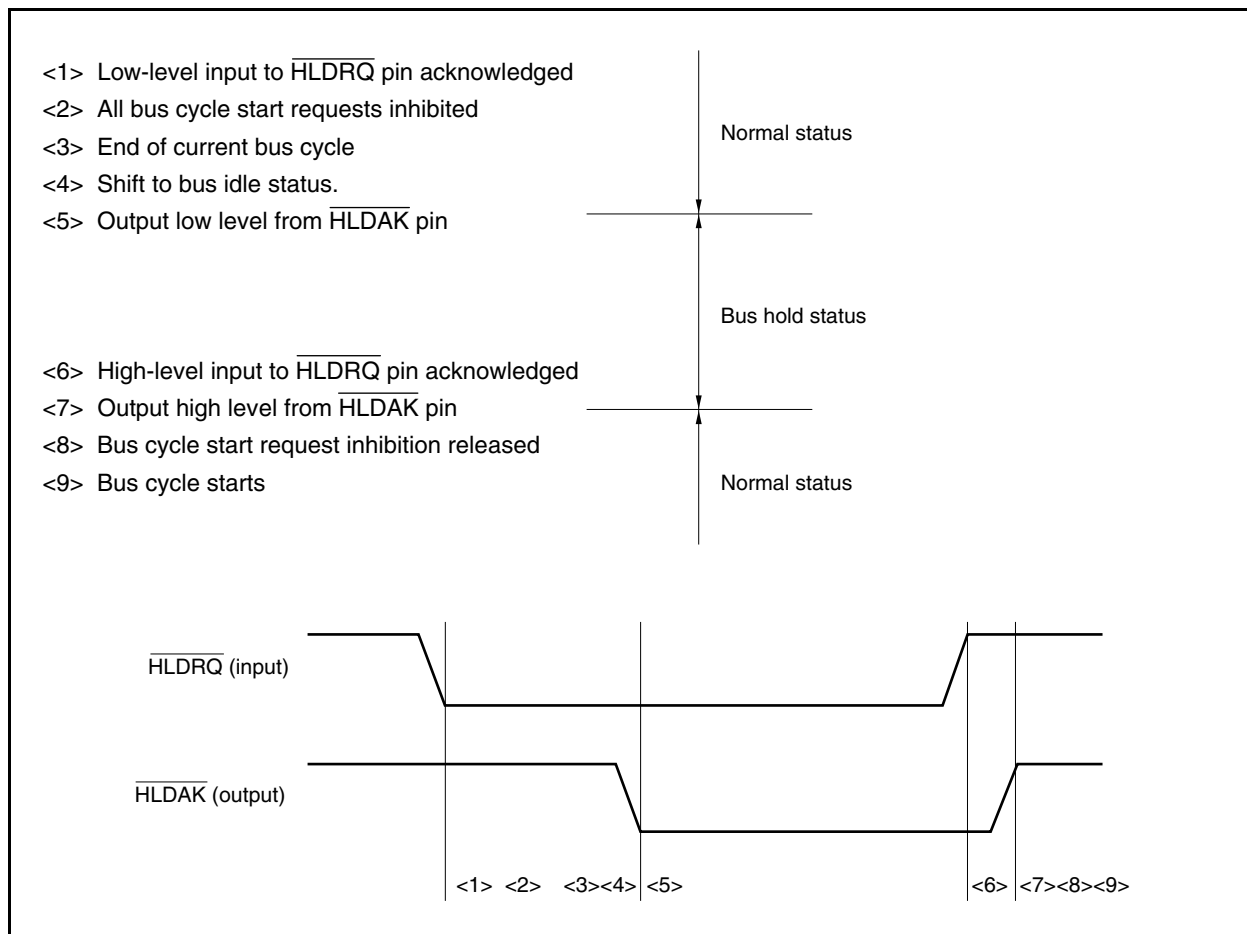 <1> Low-level input to HLDRQ pin acknowledged
<2> All bus cycle start requests inhibited
<3> End of current bus cycle
<4> Shift to bus idle status.
<5> Output low level from HLDAK pin
Normal status
Bus hold status
<6> High-level input to HLDRQ pin acknowledged
<7> Output high level from HLDAK pin
<8> Bus cycle start request inhibition released
<9> Bus cycle starts
Normal status
HLDRQ (input)
HLDAK (output)
<1> <2> <3><4> <5> <6> <7><8><9>